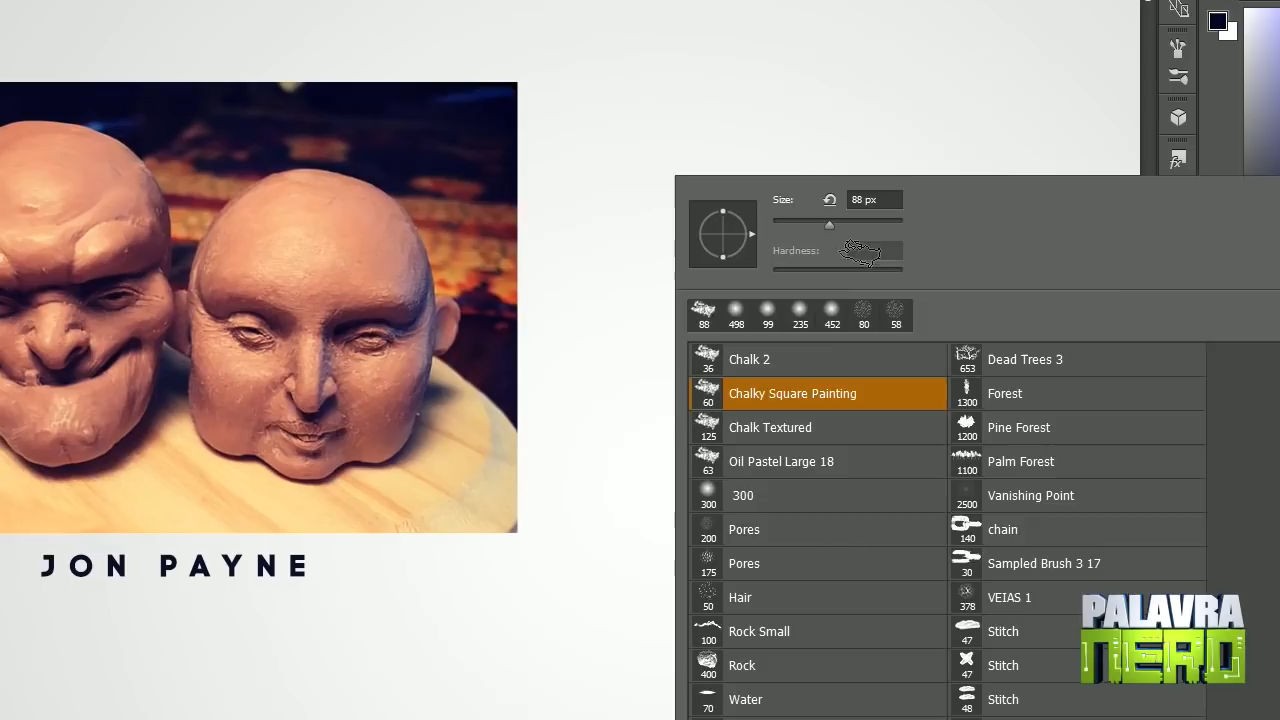 JON PAYNE
Size:
88 px
Hardness:
88 498 99 235 452 80 58
36 Chalk 2
60 Chalky Square Painting
125 Chalk Textured
63 Oil Pastel Large 18
300 300
200 Pores
175 Pores
50 Hair
100 Rock Small
400 Rock
70 Water
653 Dead Trees 3
1300 Forest
1200 Pine Forest
1100 Palm Forest
2500 Vanishing Point
140 chain
30 Sampled Brush 3 17
378 VEIAS 1
47 Stitch
47 Stitch
48 Stitch
PALAVRA
NERD
fx